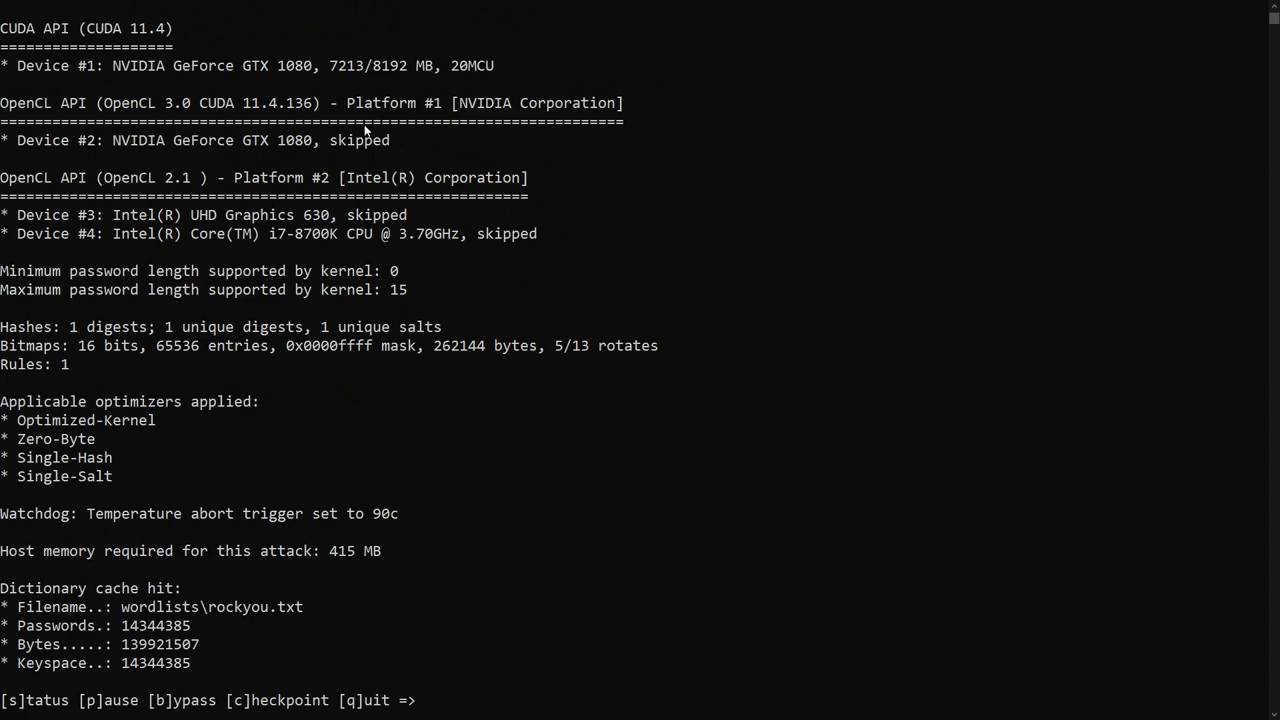 CUDA API (CUDA 11.4)
====================
* Device #1: NVIDIA GeForce GTX 1080, 7213/8192 MB, 20MCU
OpenCL API (OpenCL 3.0 CUDA 11.4.136) - Platform #1 [NVIDIA Corporation]
========================================================================
* Device #2: NVIDIA GeForce GTX 1080, skipped
OpenCL API (OpenCL 2.1 ) - Platform #2 [Intel(R) Corporation]
=============================================================
* Device #3: Intel(R) UHD Graphics 630, skipped
* Device #4: Intel(R) Core(TM) i7-8700K CPU @ 3.70GHz, skipped
Minimum password length supported by kernel: 0
Maximum password length supported by kernel: 15
Hashes: 1 digests; 1 unique digests, 1 unique salts
Bitmaps: 16 bits, 65536 entries, 0x0000ffff mask, 262144 bytes, 5/13 rotates
Rules: 1
Applicable optimizers applied:
* Optimized-Kernel
* Zero-Byte
* Single-Hash
* Single-Salt
Watchdog: Temperature abort trigger set to 90c
Host memory required for this attack: 415 MB
Dictionary cache hit:
* Filename..: wordlists\rockyou.txt
* Passwords.: 14344385
* Bytes.....: 139921507
* Keyspace..: 14344385
[s]tatus [p]ause [b]ypass [c]heckpoint [q]uit =>